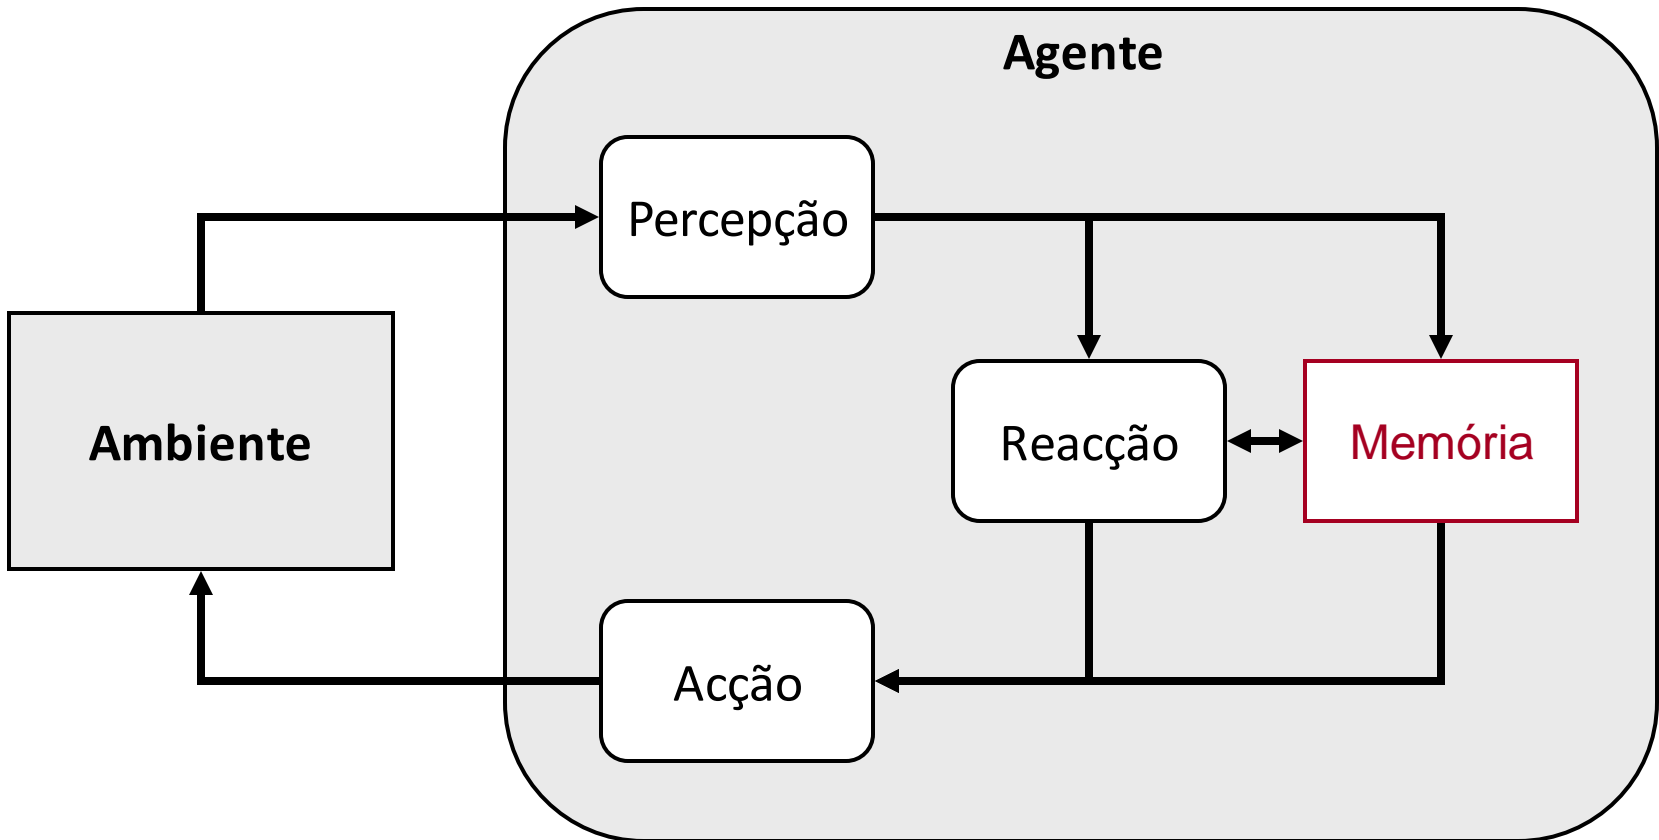 Agente
Percepção
Ambiente
Reacção
Memória
Acção